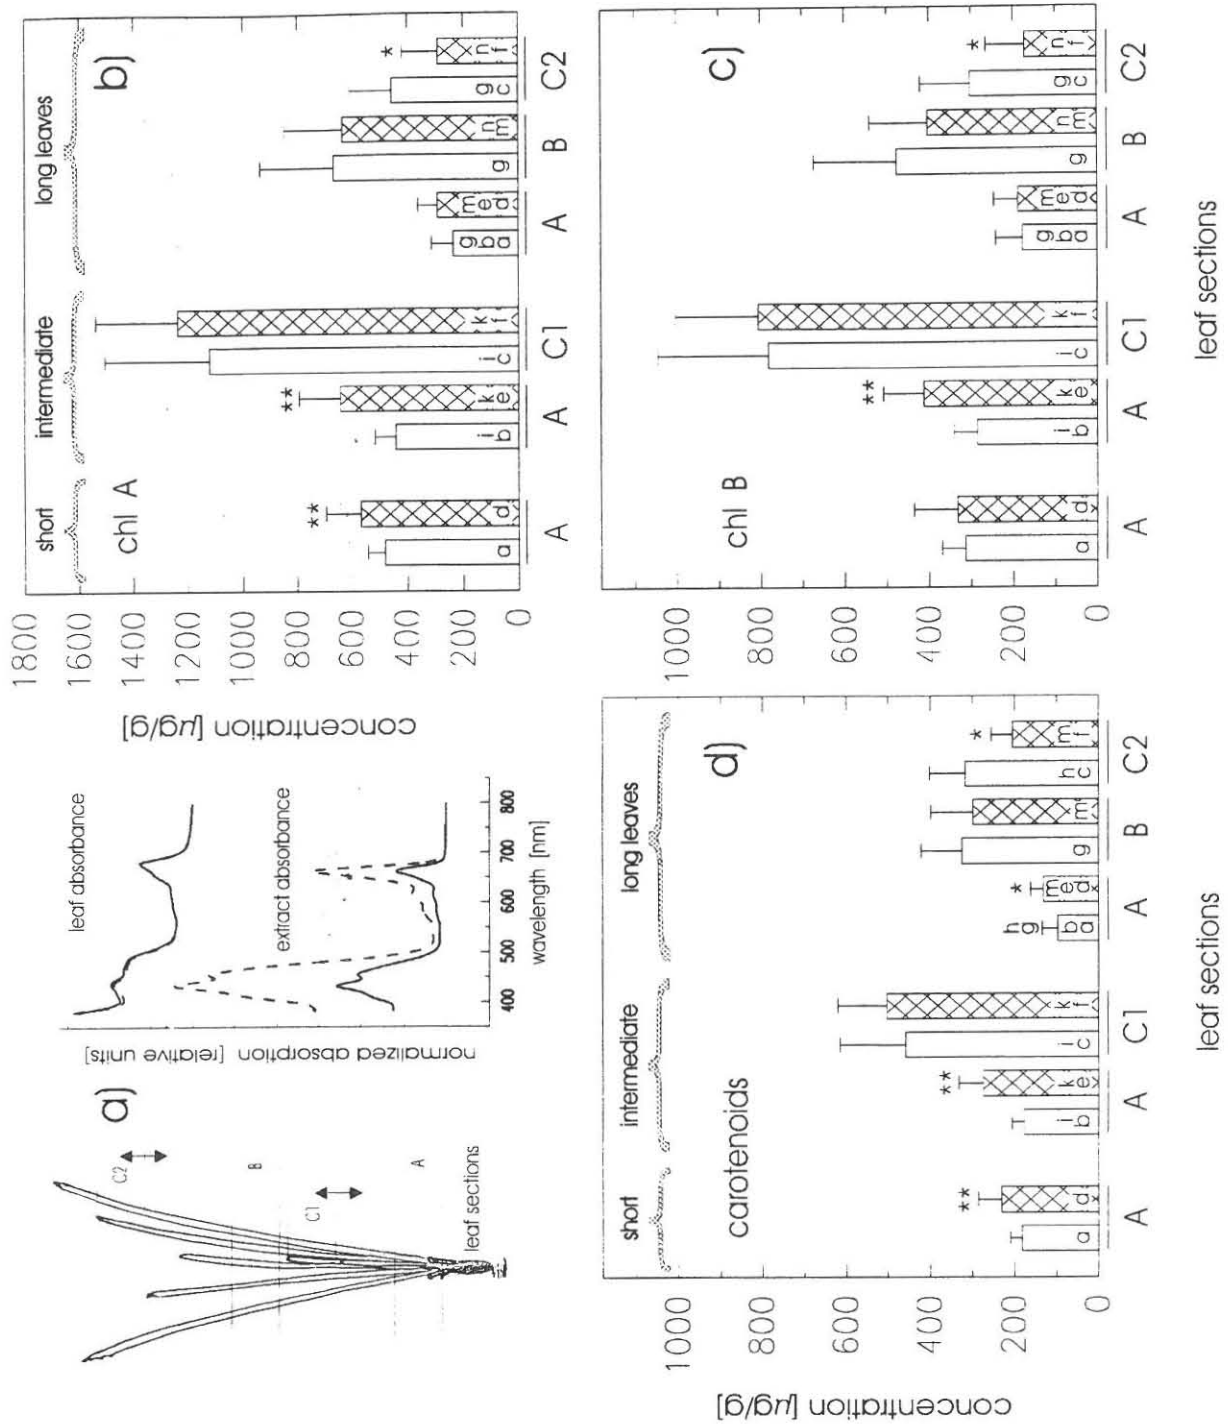 a)
normalized absorption [relative units]
leaf absorbance
extract absorbance
400 500 600 700 800
wavelength [nm]
C2
B
C1
A
leaf sections
b)
short intermediate long leaves
chl A
concentration [µg/g]
1800
1600
1400
1200
1000
800
600
400
200
0
** ** *
a d i b k e i c k f g b a m e d g n m g c n f
A A C1 A B C2
d)
short intermediate long leaves
carotenoids
concentration [µg/g]
1000
800
600
400
200
0
** ** * *
a d i b k e i c k f h g b a m e d g m h c m f
A A C1 A B C2
leaf sections
c)
chl B
1000
800
600
400
200
0
** *
a d i b k e i c k f g b a m e d g n m g c n f
A A C1 A B C2
leaf sections